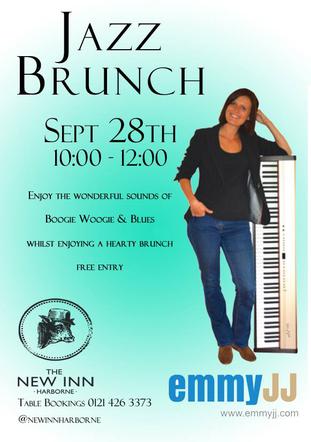 Jazz
Brunch
Sept 28th
10:00 - 12:00
Enjoy the wonderful sounds of
Boogie Woogie & Blues
whilst enjoying a hearty brunch
free entry
THE
NEW INN
·HARBORNE·
Table Bookings 0121 426 3373
@newinnharborne
emmyJJ
www.emmyjj.com